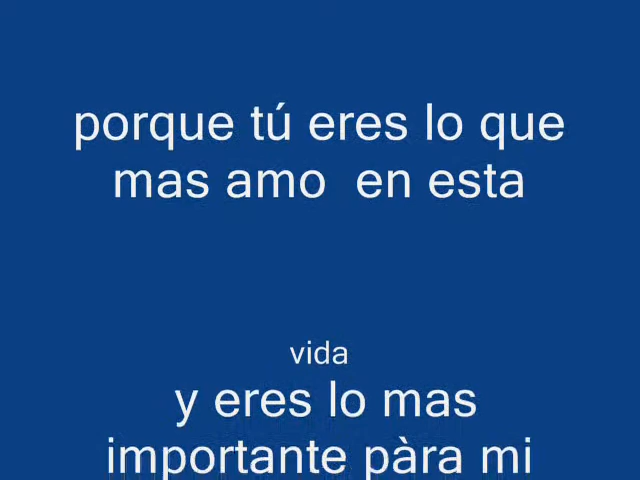 porque tú eres lo que
mas amo  en esta
vida
y eres lo mas
importante pàra mi